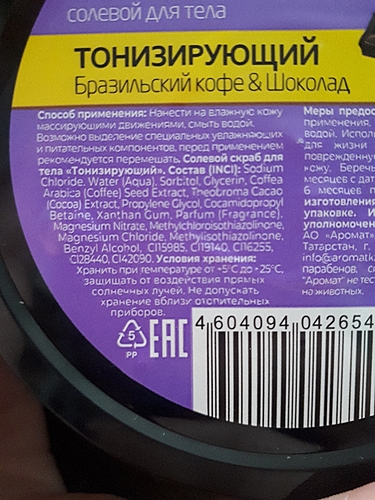 солевой для тела
ТОНИЗИРУЮЩИЙ
Бразильский кофе & Шоколад
Способ применения: Нанести на влажную кожу
массирующими движениями, смыть водой.
Возможно выделение специальных увлажняющих
и питательных компонентов, перед применением
рекомендуется перемешать. Солевой скраб для
тела «Тонизирующий». Состав (INCI): Sodium
Chloride, Water (Aqua), Sorbitol, Glycerin, Coffea
Arabica (Coffee) Seed Extract, Theobroma Cacao
(Cocoa) Extract, Propylene Glycol, Cocamidopropyl
Betaine, Xanthan Gum, Parfum (Fragrance),
Magnesium Nitrate, Methylchloroisothiazolinone,
Magnesium Chloride, Methylisothiazolinone,
Benzyl Alcohol, CI15985, CI19140, CI16255,
CI28440, CI42090. Условия хранения:
Хранить при температуре от +5°C до +25°C,
защищать от воздействия прямых
солнечных лучей. Не допускать
хранение вблизи отопительных
приборов.
5
PP
EAC
Меры предос
применения.
водой. Испол
для жизни
поврежденную
кожу. Беречь
месяцев с дат
6 месяцев п
изготовления
упаковке. И
уполномочен
АО «Аромат»
Татарстан, г.
info@aromatk.
парабенов, с
"Аромат" не тес
на животных.
4 604094 042654